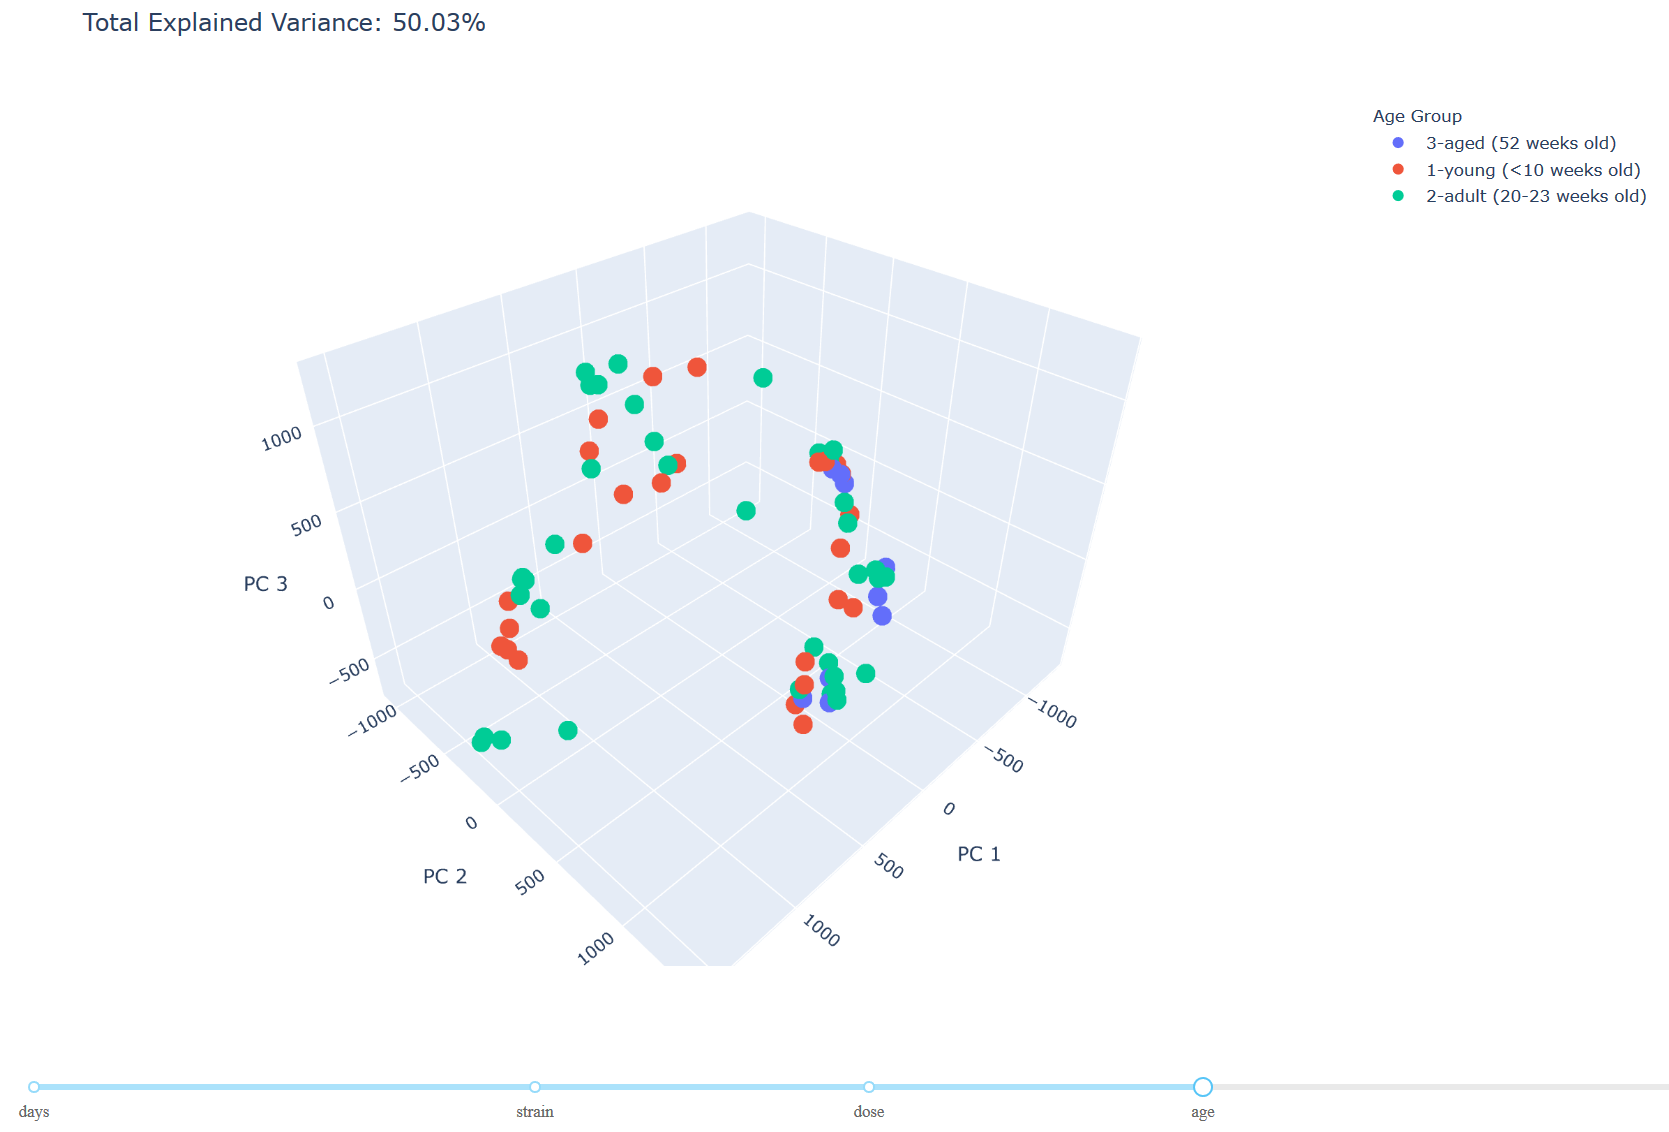 Total Explained Variance: 50.03%
Age Group
3-aged (52 weeks old)
1-young (<10 weeks old)
2-adult (20-23 weeks old)
1000
500
PC 3
0
−500
−1000
−500
0
PC 2
500
1000
−1000
−500
0
PC 1
500
1000
days
strain
dose
age